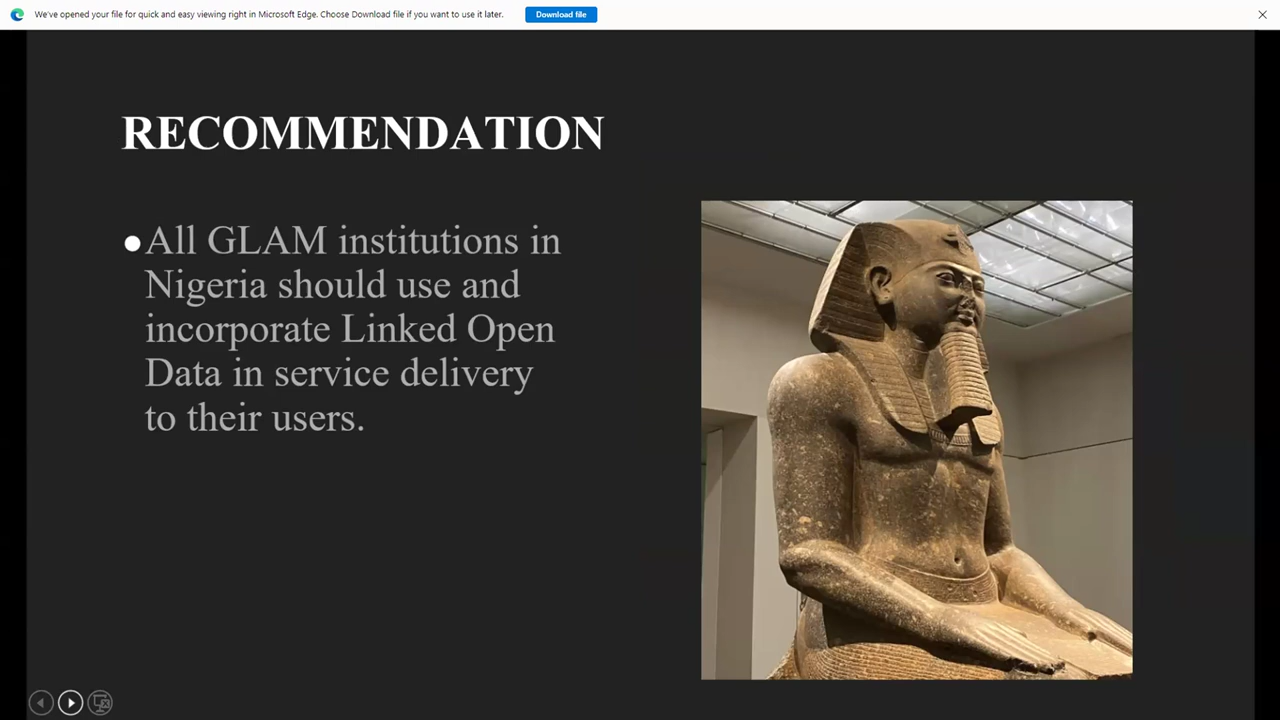 We've opened your file for quick and easy viewing right in Microsoft Edge. Choose Download file if you want to use it later. Download file
RECOMMENDATION
●All GLAM institutions in
Nigeria should use and
incorporate Linked Open
Data in service delivery
to their users.